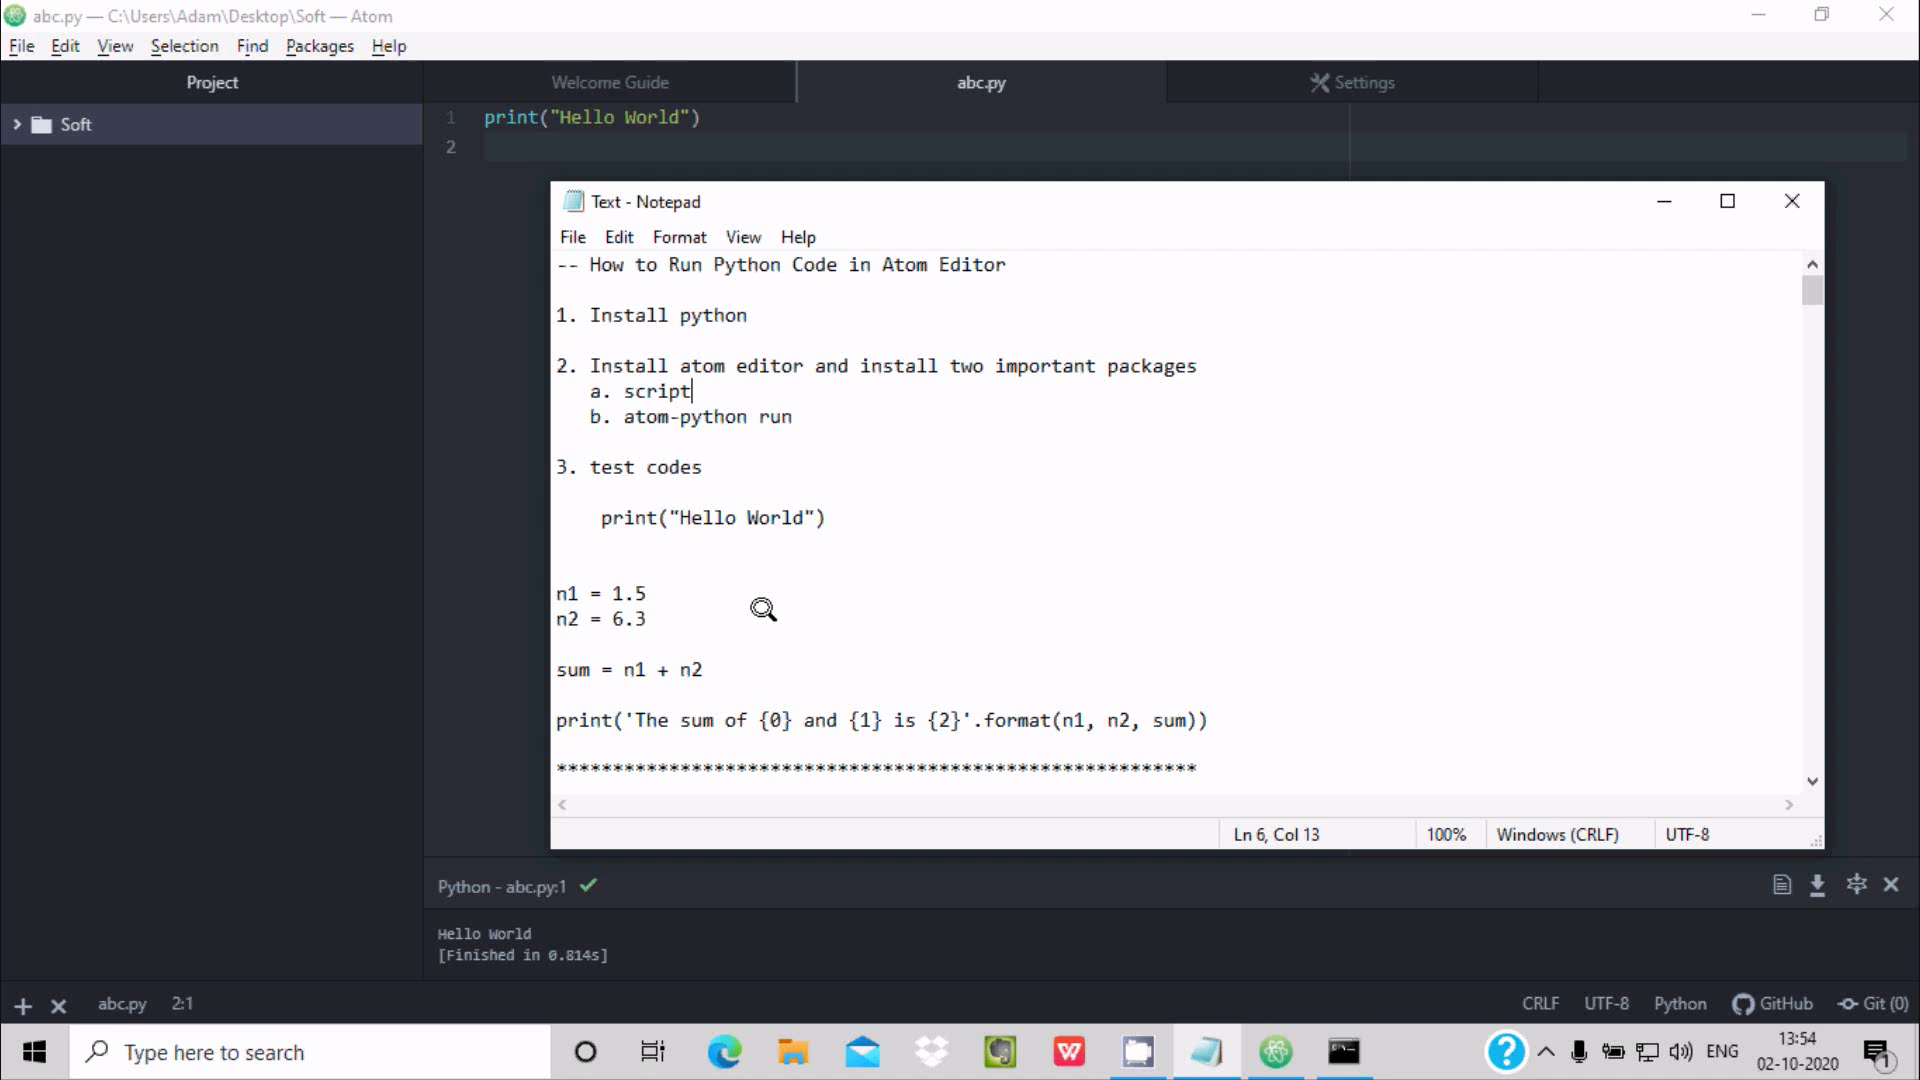 abc.py — C:\Users\Adam\Desktop\Soft — Atom
File Edit View Selection Find Packages Help
Project
Welcome Guide
abc.py
Settings
Soft
1 print("Hello World")
2
Text - Notepad
File Edit Format View Help
-- How to Run Python Code in Atom Editor
1. Install python
2. Install atom editor and install two important packages
a. script
b. atom-python run
3. test codes
print("Hello World")
n1 = 1.5
n2 = 6.3
sum = n1 + n2
print('The sum of {0} and {1} is {2}'.format(n1, n2, sum))
*********************************************************
Ln 6, Col 13
100%
Windows (CRLF)
UTF-8
Python - abc.py:1
Hello World
[Finished in 0.814s]
abc.py 2:1
CRLF UTF-8 Python GitHub Git (0)
Type here to search
W
ENG
13:54
02-10-2020
1